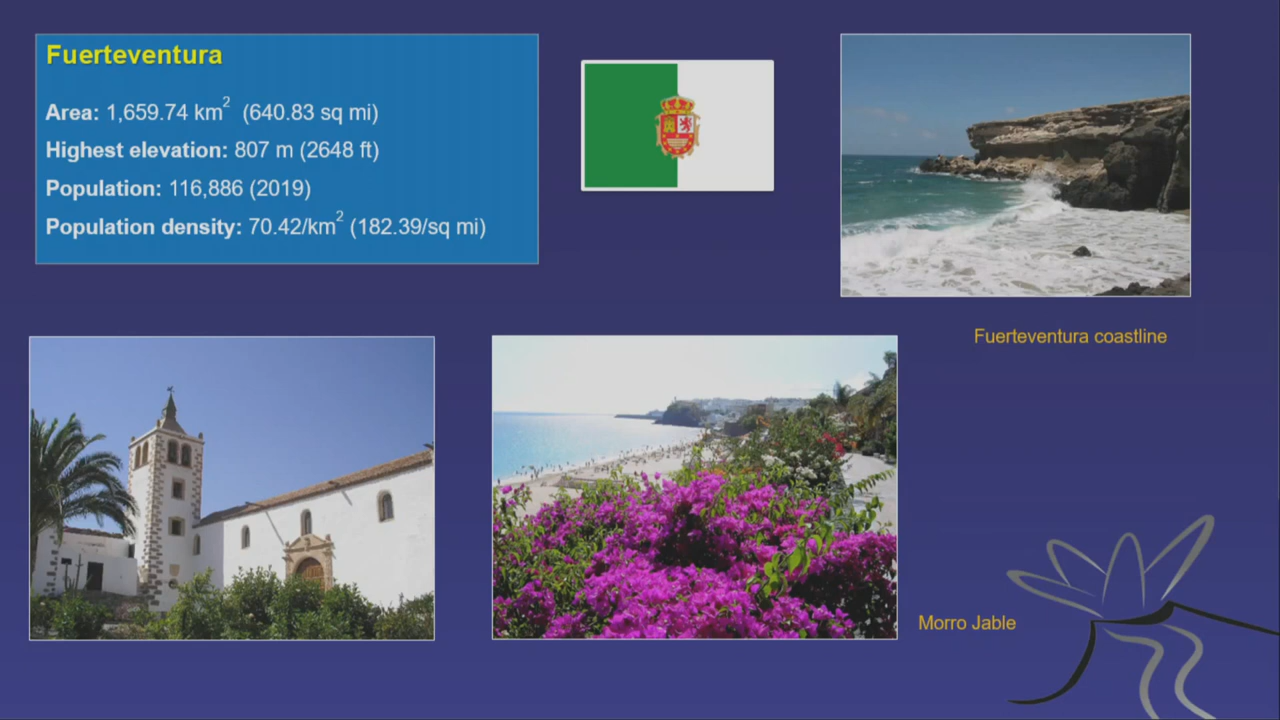 Fuerteventura
Area: 1,659.74 km² (640.83 sq mi)
Highest elevation: 807 m (2648 ft)
Population: 116,886 (2019)
Population density: 70.42/km² (182.39/sq mi)
Fuerteventura coastline
Morro Jable